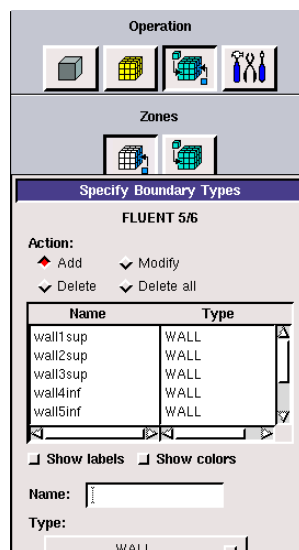 Operation
Zones
Specify Boundary Types
FLUENT 5/6
Action:
Add Modify
Delete Delete all
Name Type
wall1sup WALL
wall2sup WALL
wall3sup WALL
wall4inf WALL
wall5inf WALL
Show labels Show colors
Name:
Type:
WALL